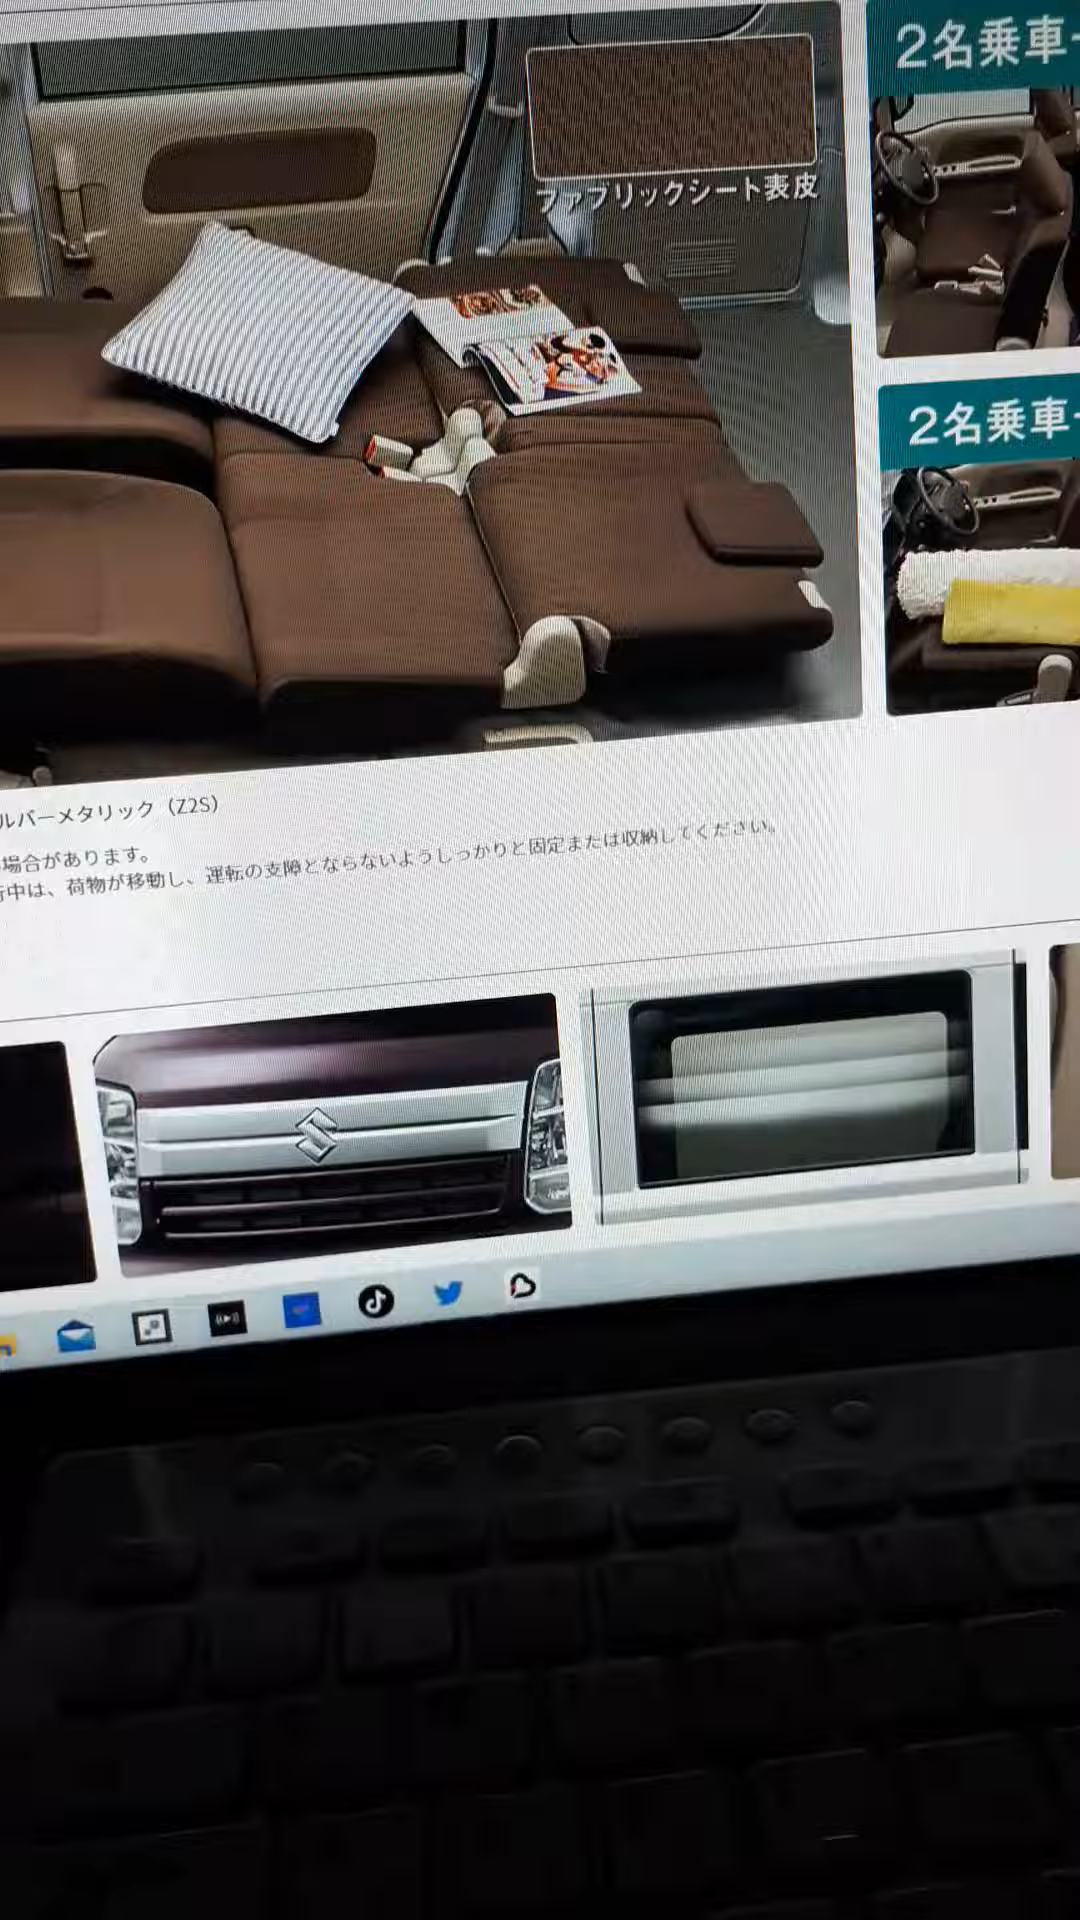 2名乗車
ファブリックシート表皮
2名乗車
ルバーメタリック（Z2S）
場合があります。
中は、荷物が移動し、運転の支障とならないようしっかりと固定または収納してください。